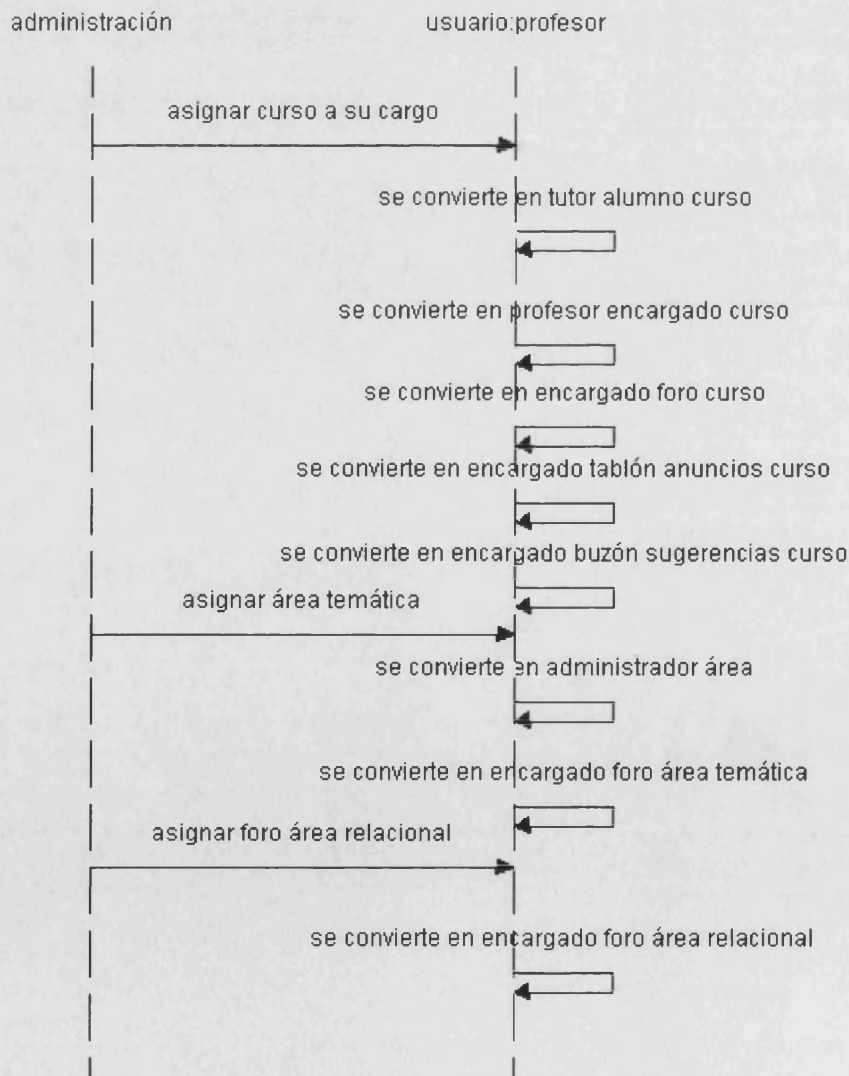 administración
usuario:profesor
asignar curso a su cargo
se convierte en tutor alumno curso
se convierte en profesor encargado curso
se convierte en encargado foro curso
se convierte en encargado tablón anuncios curso
se convierte en encargado buzón sugerencias curso
asignar área temática
se convierte en administrador área
se convierte en encargado foro área temática
asignar foro área relacional
se convierte en encargado foro área relacional